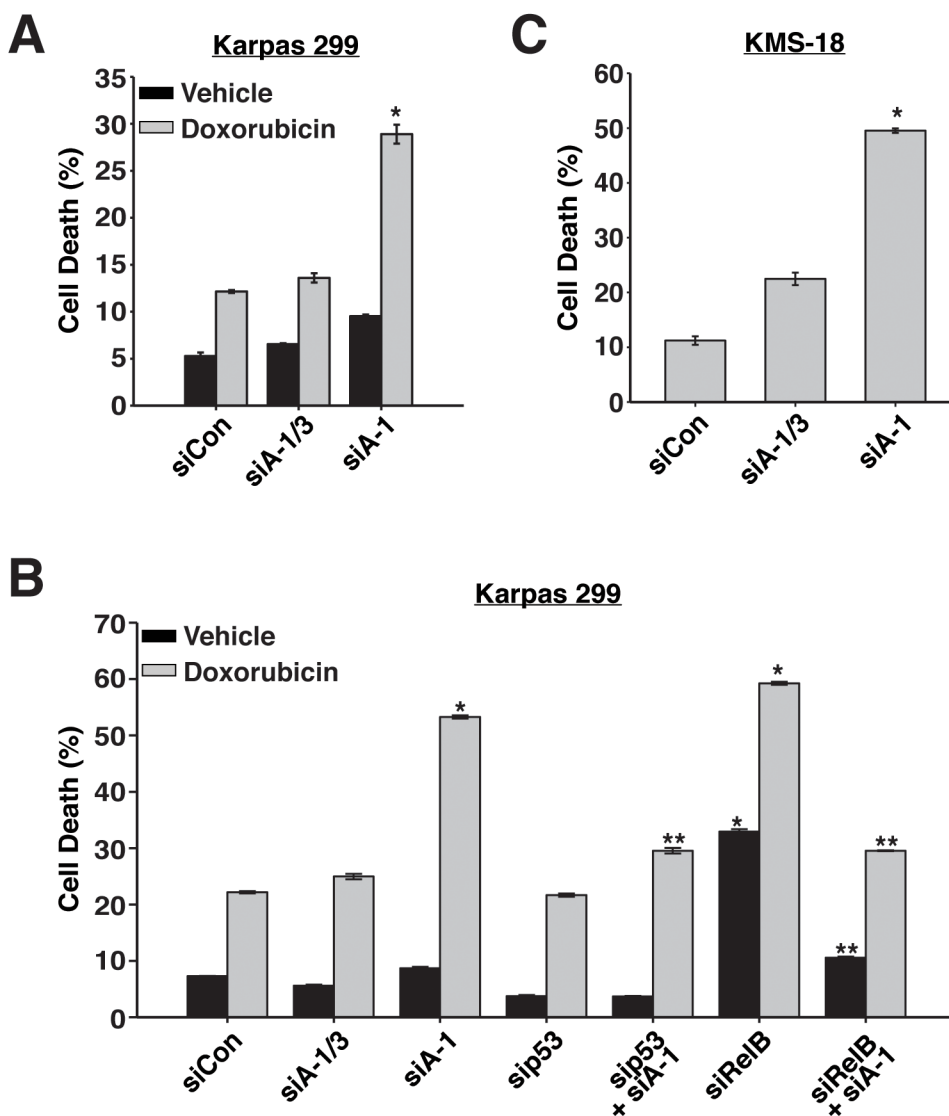 A
Karpas 299
35
30
25
20
15
10
5
0
Cell Death (%)
Vehicle
Doxorubicin
*
siCon
siA-1/3
siA-1
C
KMS-18
60
50
40
30
20
10
0
Cell Death (%)
*
siCon
siA-1/3
siA-1
B
Karpas 299
70
60
50
40
30
20
10
0
Cell Death (%)
Vehicle
Doxorubicin
*
**
*
*
**
**
siCon
siA-1/3
siA-1
sip53
sip53
+ siA-1
siRelB
siRelB
+ siA-1